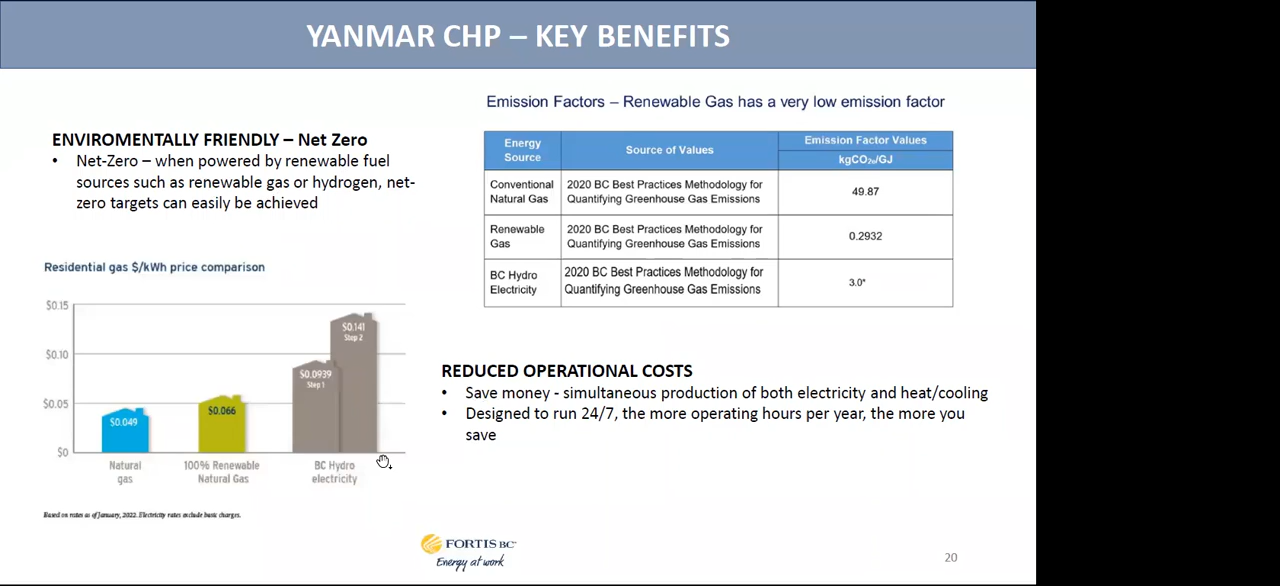 YANMAR CHP – KEY BENEFITS
ENVIROMENTALLY FRIENDLY – Net Zero
• Net-Zero – when powered by renewable fuel
sources such as renewable gas or hydrogen, net-
zero targets can easily be achieved
Residential gas $/kWh price comparison
$0.15
$0.10
$0.05
$0
$0.049
$0.066
$0.0939
Step 1
$0.141
Step 2
Natural
gas
100% Renewable
Natural Gas
BC Hydro
electricity
Based on rates as of January, 2022. Electricity rates exclude basic charges.
Emission Factors – Renewable Gas has a very low emission factor
Energy
Source
Source of Values
Emission Factor Values
kgCO₂ₑ/GJ
Conventional
Natural Gas
2020 BC Best Practices Methodology for
Quantifying Greenhouse Gas Emissions
49.87
Renewable
Gas
2020 BC Best Practices Methodology for
Quantifying Greenhouse Gas Emissions
0.2932
BC Hydro
Electricity
2020 BC Best Practices Methodology for
Quantifying Greenhouse Gas Emissions
3.0*
REDUCED OPERATIONAL COSTS
• Save money - simultaneous production of both electricity and heat/cooling
• Designed to run 24/7, the more operating hours per year, the more you
save
FORTIS BC™
Energy at work
20